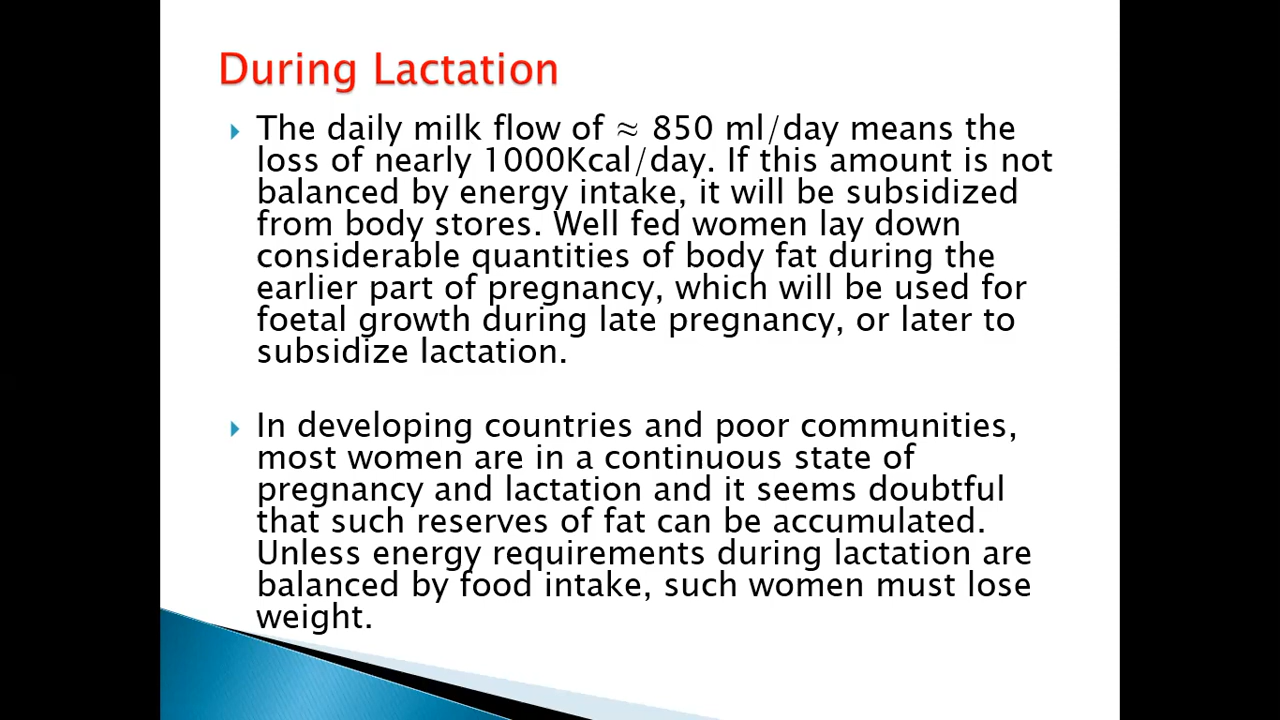 During Lactation
The daily milk flow of ≈ 850 ml/day means the
loss of nearly 1000Kcal/day. If this amount is not
balanced by energy intake, it will be subsidized
from body stores. Well fed women lay down
considerable quantities of body fat during the
earlier part of pregnancy, which will be used for
foetal growth during late pregnancy, or later to
subsidize lactation.
In developing countries and poor communities,
most women are in a continuous state of
pregnancy and lactation and it seems doubtful
that such reserves of fat can be accumulated.
Unless energy requirements during lactation are
balanced by food intake, such women must lose
weight.